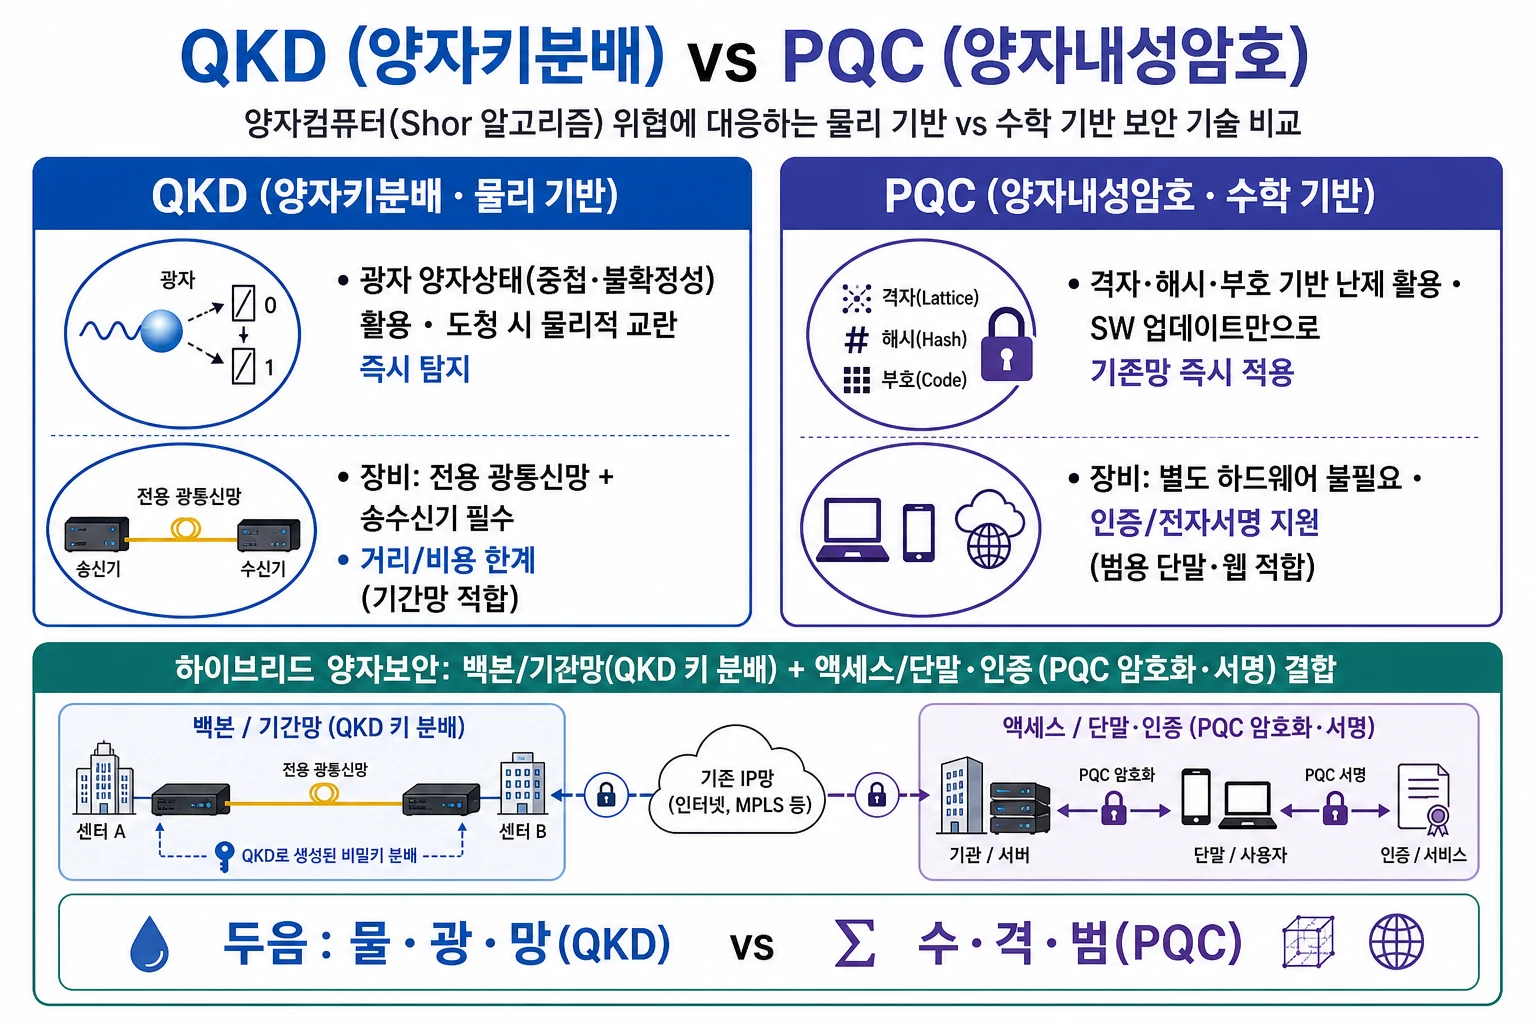 QKD (양자키분배) vs PQC (양자내성암호)
양자컴퓨터(Shor 알고리즘) 위협에 대응하는 물리 기반 vs 수학 기반 보안 기술 비교
QKD (양자키분배 · 물리 기반)
광자
0
1
• 광자 양자상태(중첩·불확정성)
활용 · 도청 시 물리적 교란
즉시 탐지
전용 광통신망
송신기
수신기
• 장비: 전용 광통신망 +
송수신기 필수
• 거리/비용 한계
(기간망 적합)
PQC (양자내성암호 · 수학 기반)
격자(Lattice)
# 해시(Hash)
부호(Code)
• 격자·해시·부호 기반 난제 활용 ·
SW 업데이트만으로
기존망 즉시 적용
• 장비: 별도 하드웨어 불필요 ·
인증/전자서명 지원
(범용 단말·웹 적합)
하이브리드 양자보안: 백본/기간망(QKD 키 분배) + 액세스/단말·인증(PQC 암호화·서명) 결합
백본 / 기간망 (QKD 키 분배)
센터 A
전용 광통신망
센터 B
QKD로 생성된 비밀키 분배
기존 IP망
(인터넷, MPLS 등)
액세스 / 단말·인증 (PQC 암호화·서명)
PQC 암호화
PQC 서명
기관 / 서버
단말 / 사용자
인증 / 서비스
두음 : 물 · 광 · 망(QKD) vs Σ 수 · 격 · 범(PQC)